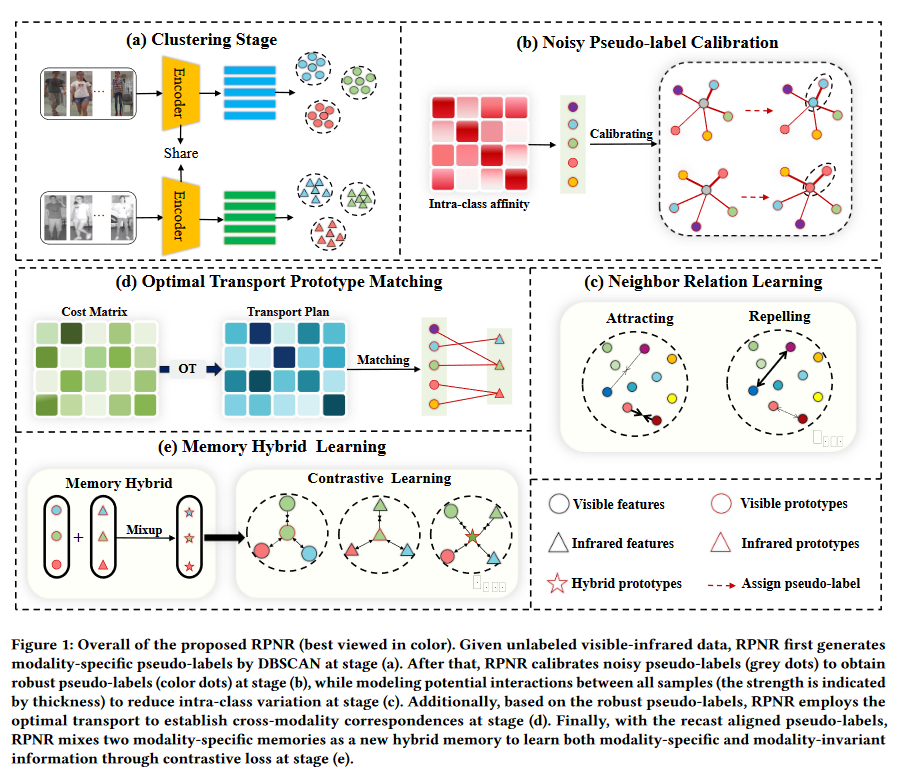 (a) Clustering Stage
Encoder
Share
Encoder
(b) Noisy Pseudo-label Calibration
Calibrating
Intra-class affinity
(d) Optimal Transport Prototype Matching
Cost Matrix
Transport Plan
OT
Matching
(c) Neighbor Relation Learning
Attracting
Repelling
(e) Memory Hybrid Learning
Memory Hybrid
Mixup
Contrastive Learning
Visible features
Visible prototypes
Infrared features
Infrared prototypes
Hybrid prototypes
Assign pseudo-label
Figure 1: Overall of the proposed RPNR (best viewed in color). Given unlabeled visible-infrared data, RPNR first generates
modality-specific pseudo-labels by DBSCAN at stage (a). After that, RPNR calibrates noisy pseudo-labels (grey dots) to obtain
robust pseudo-labels (color dots) at stage (b), while modeling potential interactions between all samples (the strength is indicated
by thickness) to reduce intra-class variation at stage (c). Additionally, based on the robust pseudo-labels, RPNR employs the
optimal transport to establish cross-modality correspondences at stage (d). Finally, with the recast aligned pseudo-labels,
RPNR mixes two modality-specific memories as a new hybrid memory to learn both modality-specific and modality-invariant
information through contrastive loss at stage (e).